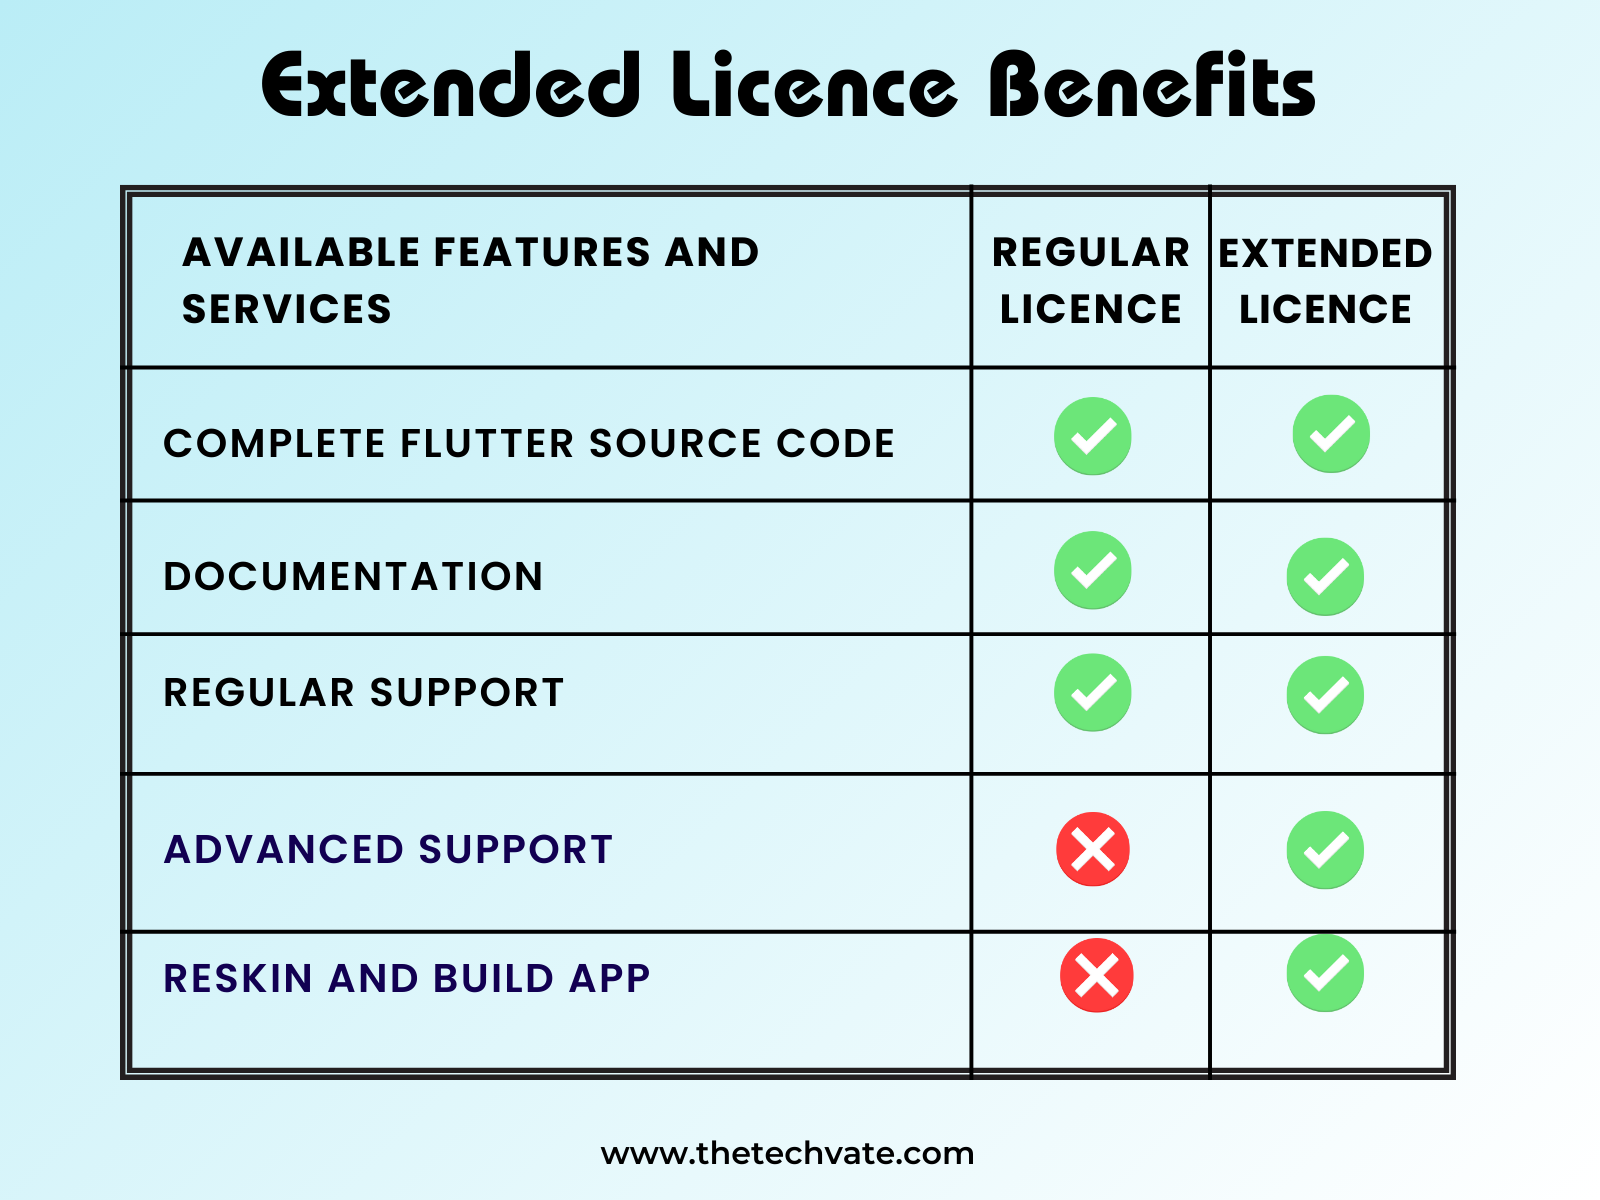 Extended Licence Benefits
AVAILABLE FEATURES AND
SERVICES
REGULAR
LICENCE
EXTENDED
LICENCE
COMPLETE FLUTTER SOURCE CODE
DOCUMENTATION
REGULAR SUPPORT
ADVANCED SUPPORT
RESKIN AND BUILD APP
www.thetechvate.com